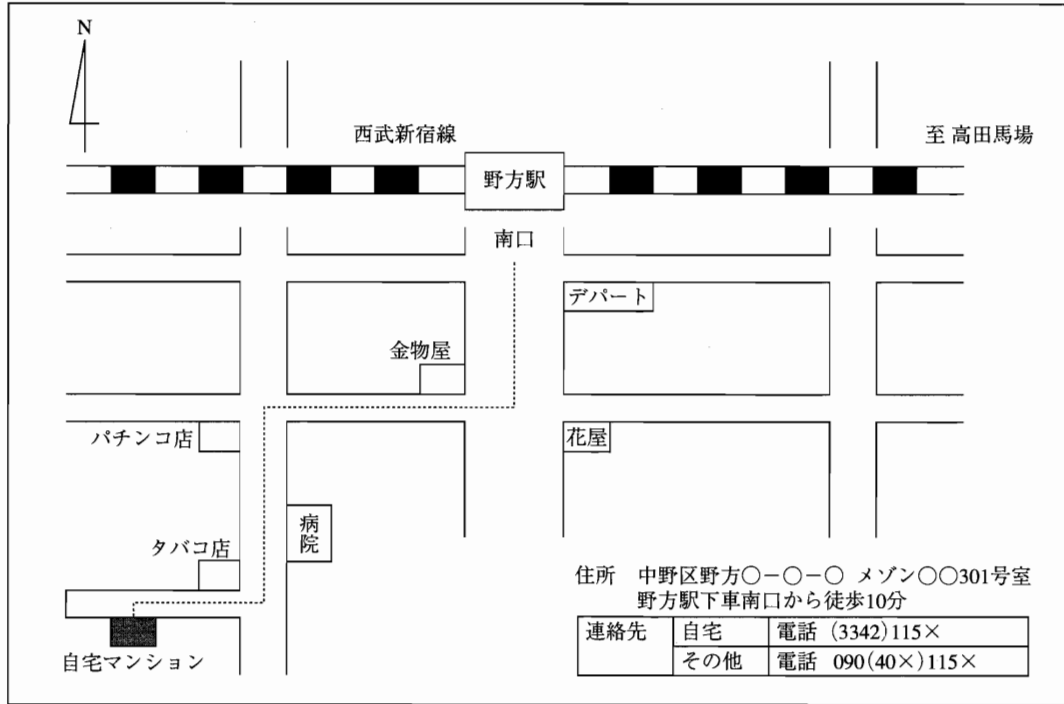 N
西武新宿線
至 高田馬場
野方駅
南口
デパート
金物屋
パチンコ店
花屋
病院
タバコ店
自宅マンション
住所 中野区野方〇－〇－〇 メゾン〇〇301号室
野方駅下車南口から徒歩10分
連絡先 自宅 電話 (3342)115×
その他 電話 090(40×)115×